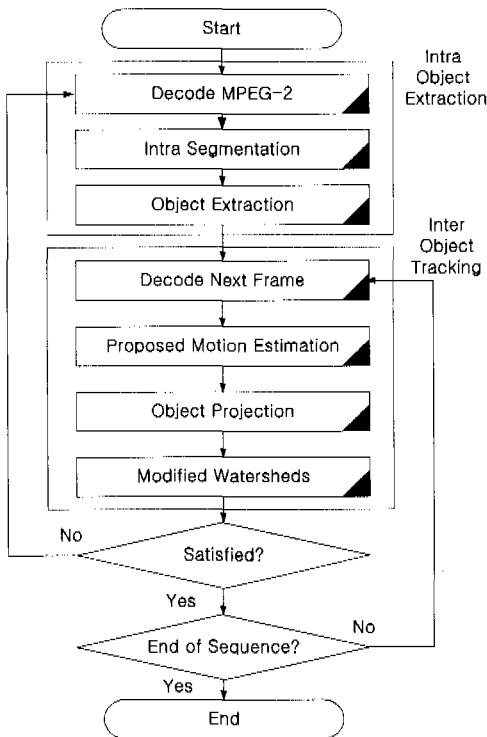 Start
Intra
Object
Extraction
Decode MPEG-2
Intra Segmentation
Object Extraction
Inter
Object
Tracking
Decode Next Frame
Proposed Motion Estimation
Object Projection
Modified Watersheds
No
Satisfied?
Yes
No
End of Sequence?
Yes
End